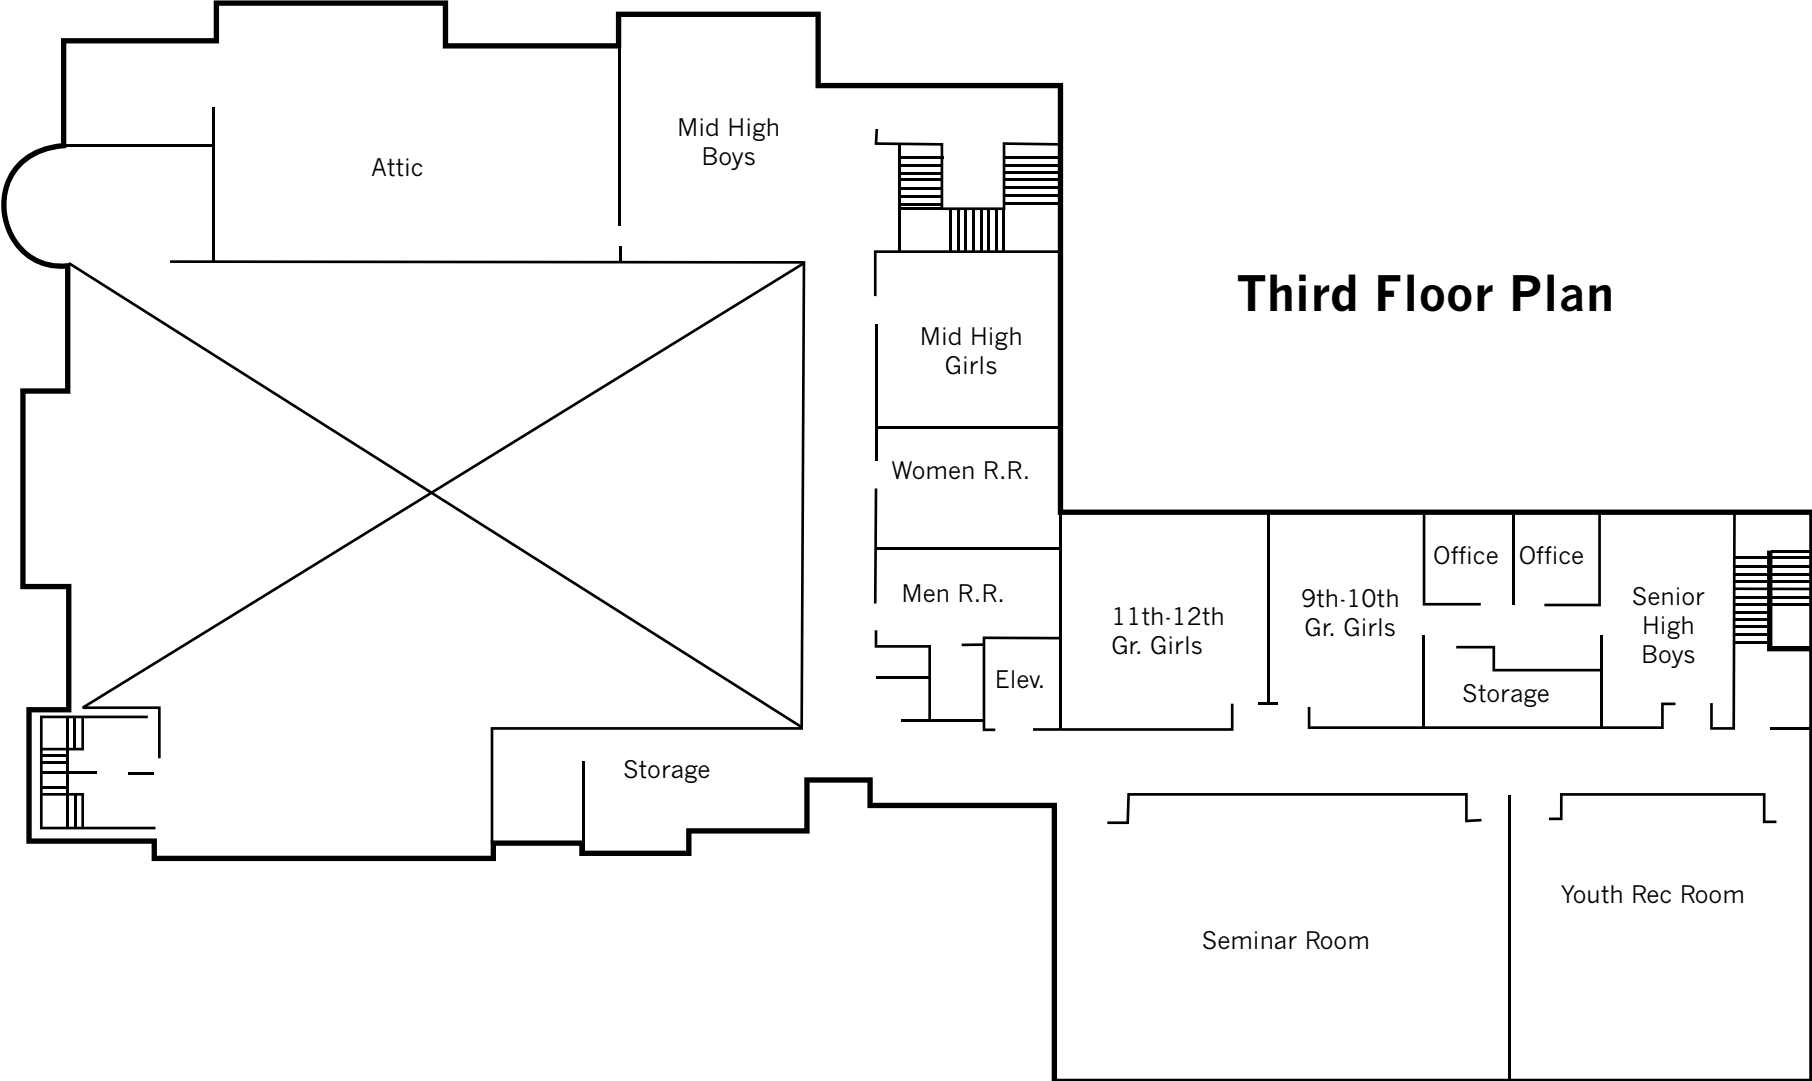 Mid High
Boys
Attic
Third Floor Plan
Mid High
Girls
Women R.R.
Office
Office
Men R.R.
11th-12th
Gr. Girls
9th-10th
Gr. Girls
Senior
High
Boys
Elev.
Storage
Storage
Youth Rec Room
Seminar Room